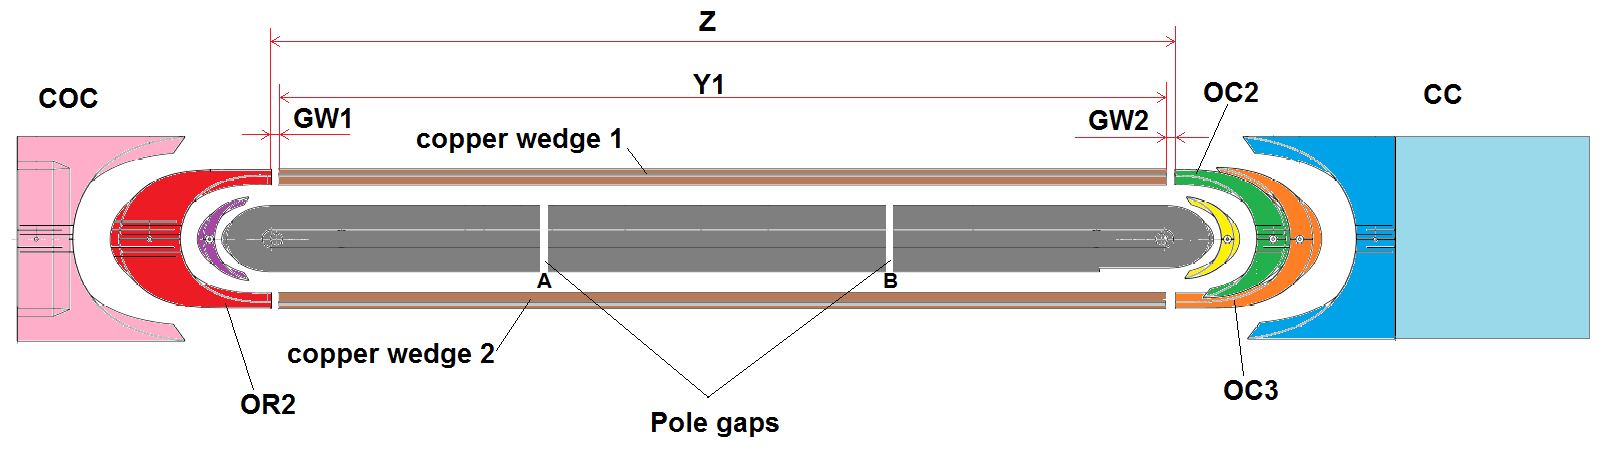 Z
COC
Y1
OC2
CC
GW1
GW2
copper wedge 1
A
B
copper wedge 2
OR2
OC3
Pole gaps